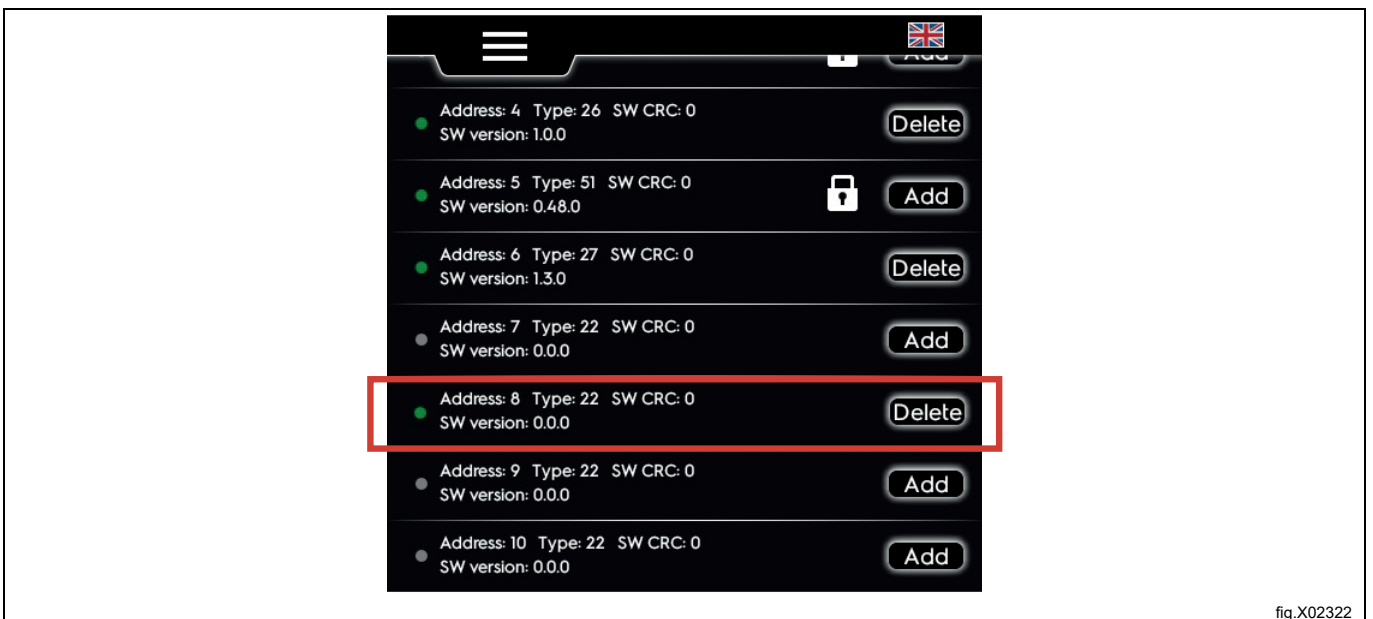 Add
Address: 4 Type: 26 SW CRC: 0
SW version: 1.0.0
Delete
Address: 5 Type: 51 SW CRC: 0
SW version: 0.48.0
Add
Address: 6 Type: 27 SW CRC: 0
SW version: 1.3.0
Delete
Address: 7 Type: 22 SW CRC: 0
SW version: 0.0.0
Add
Address: 8 Type: 22 SW CRC: 0
SW version: 0.0.0
Delete
Address: 9 Type: 22 SW CRC: 0
SW version: 0.0.0
Add
Address: 10 Type: 22 SW CRC: 0
SW version: 0.0.0
Add
fig.X02322